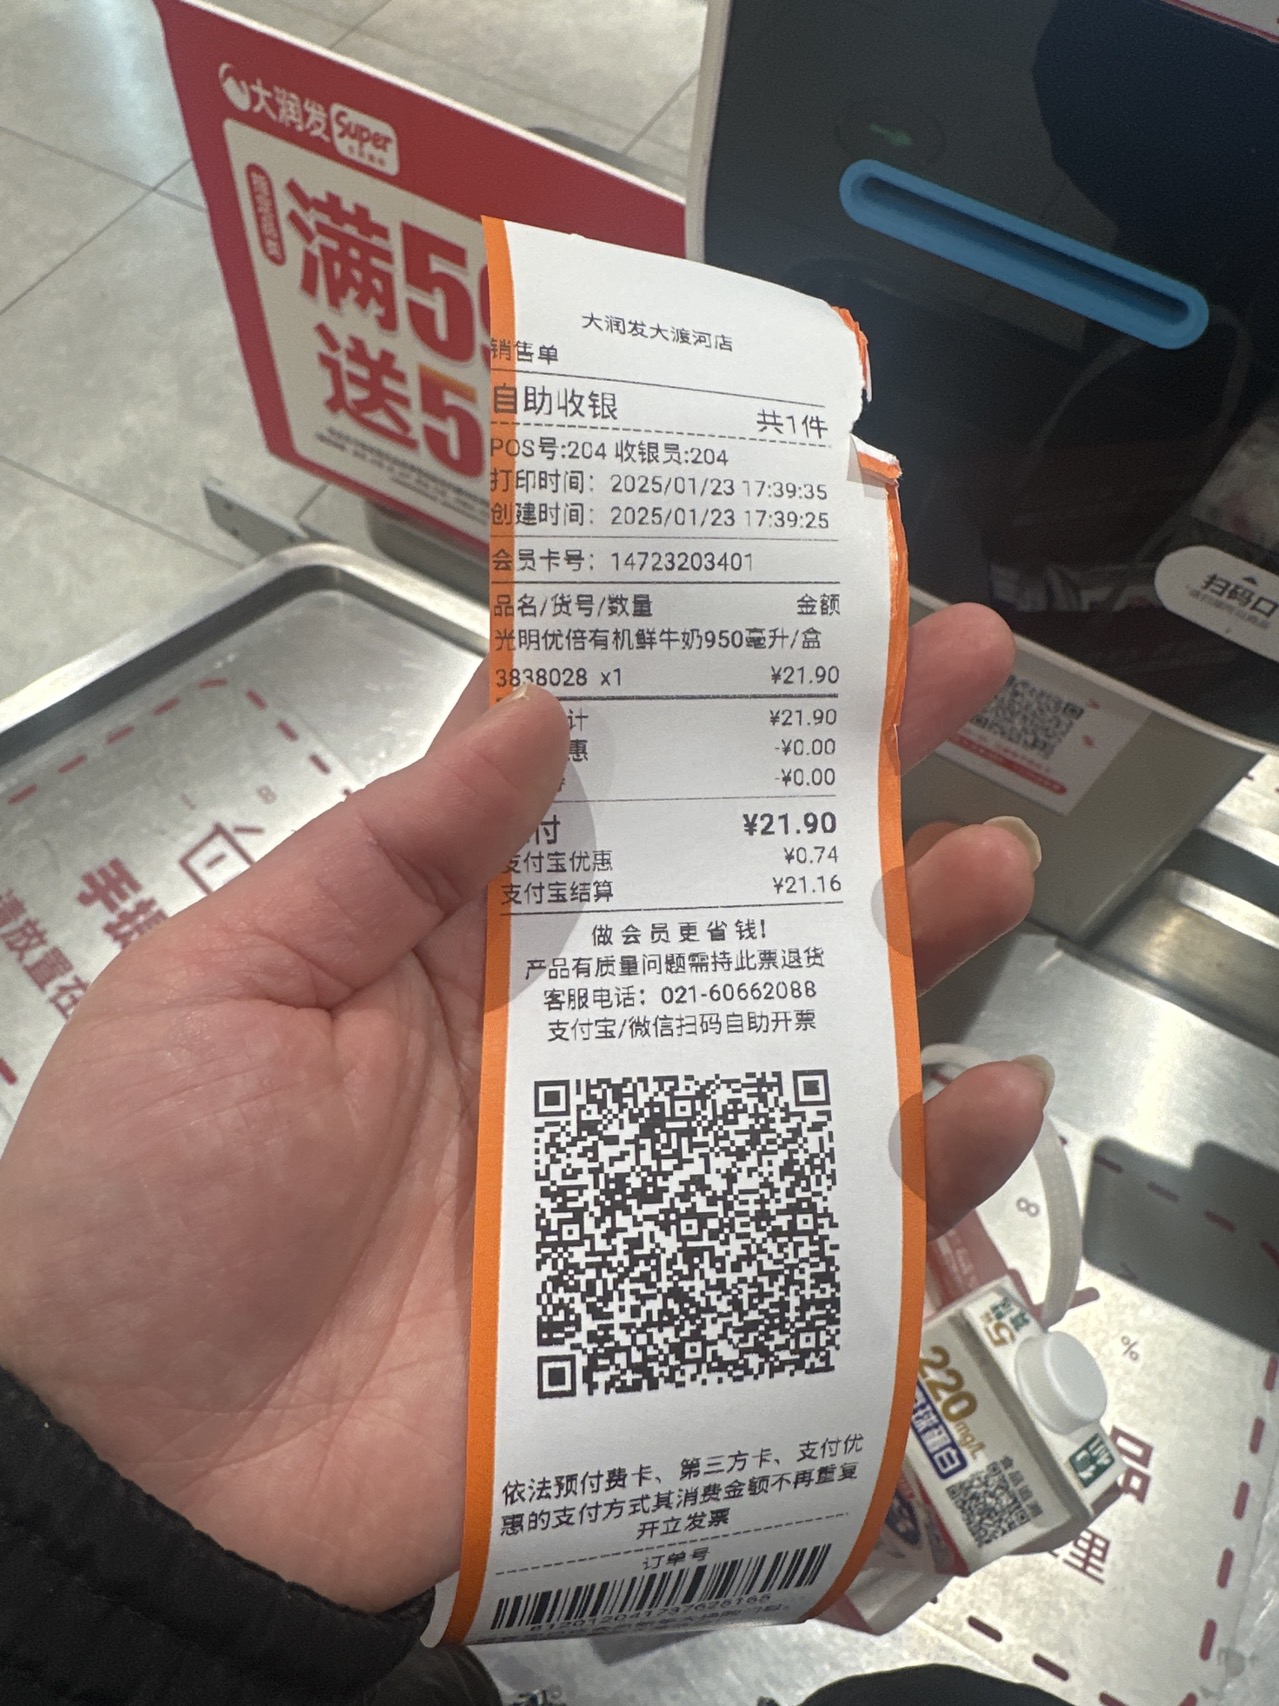 大润发 Super
满5
送5
大润发大渡河店
销售单
自助收银 共1件
POS号:204 收银员:204
打印时间: 2025/01/23 17:39:35
创建时间: 2025/01/23 17:39:25
会员卡号: 14723203401
品名/货号/数量 金额
光明优倍有机鲜牛奶950毫升/盒
3838028 x1 ¥21.90
计 ¥21.90
惠 -¥0.00
-¥0.00
付 ¥21.90
支付宝优惠 ¥0.74
支付宝结算 ¥21.16
做会员更省钱!
产品有质量问题需持此票退货
客服电话: 021-60662088
支付宝/微信扫码自助开票
依法预付费卡、第三方卡、支付优
惠的支付方式其消费金额不再重复
开立发票
订单号
扫码口
请放置在
220mg/L